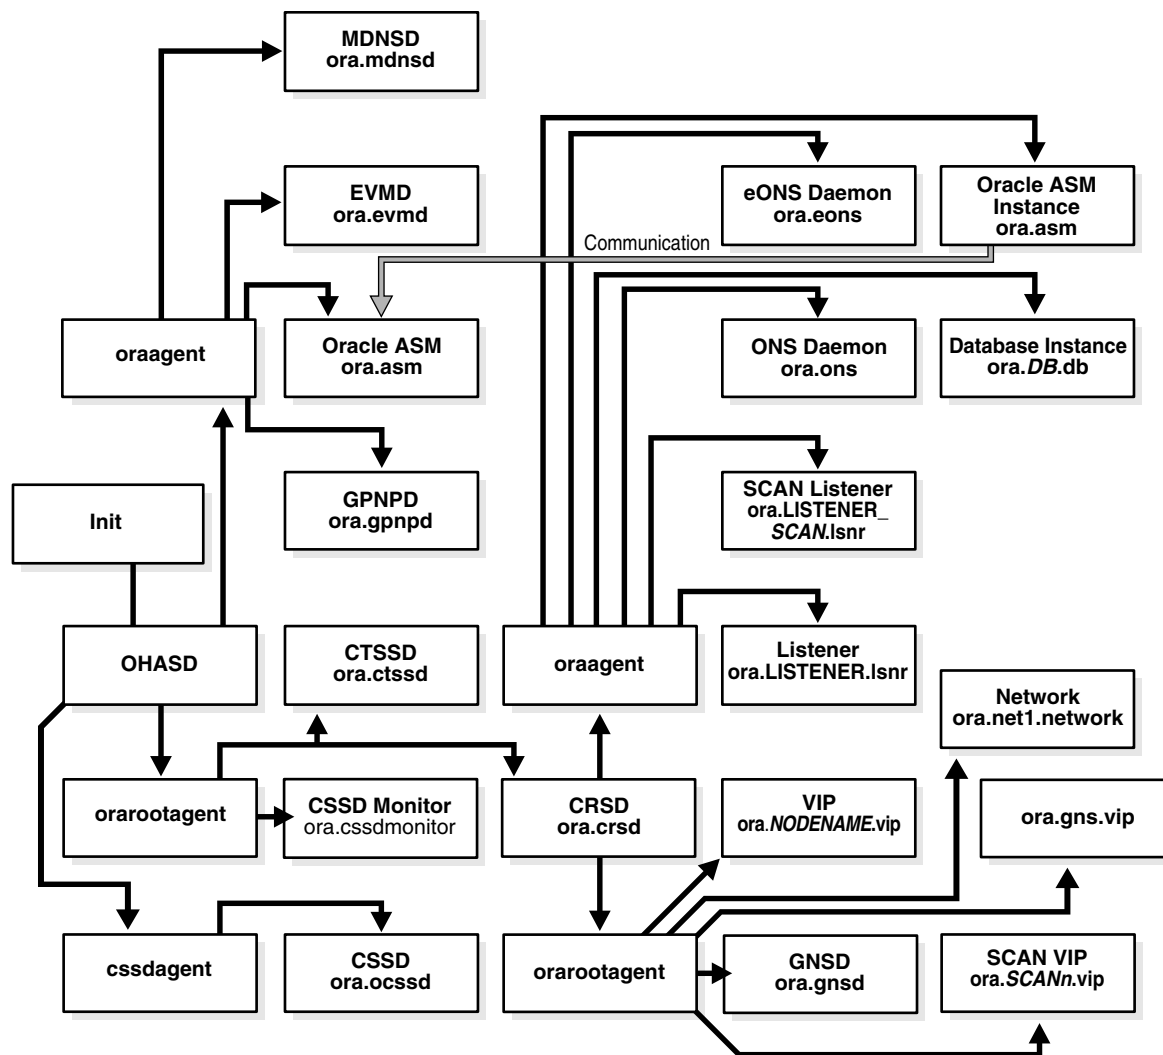 MDNSD
ora.mdnsd
EVMD
ora.evmd
eONS Daemon
ora.eons
Oracle ASM
Instance
ora.asm
Communication
oraagent
Oracle ASM
ora.asm
ONS Daemon
ora.ons
Database Instance
ora.DB.db
Init
GPNPD
ora.gpnpd
SCAN Listener
ora.LISTENER_
SCAN.lsnr
OHASD
CTSSD
ora.ctssd
oraagent
Listener
ora.LISTENER.lsnr
Network
ora.net1.network
orarootagent
CSSD Monitor
ora.cssdmonitor
CRSD
ora.crsd
VIP
ora.NODENAME.vip
ora.gns.vip
cssdagent
CSSD
ora.ocssd
orarootagent
GNSD
ora.gnsd
SCAN VIP
ora.SCANn.vip